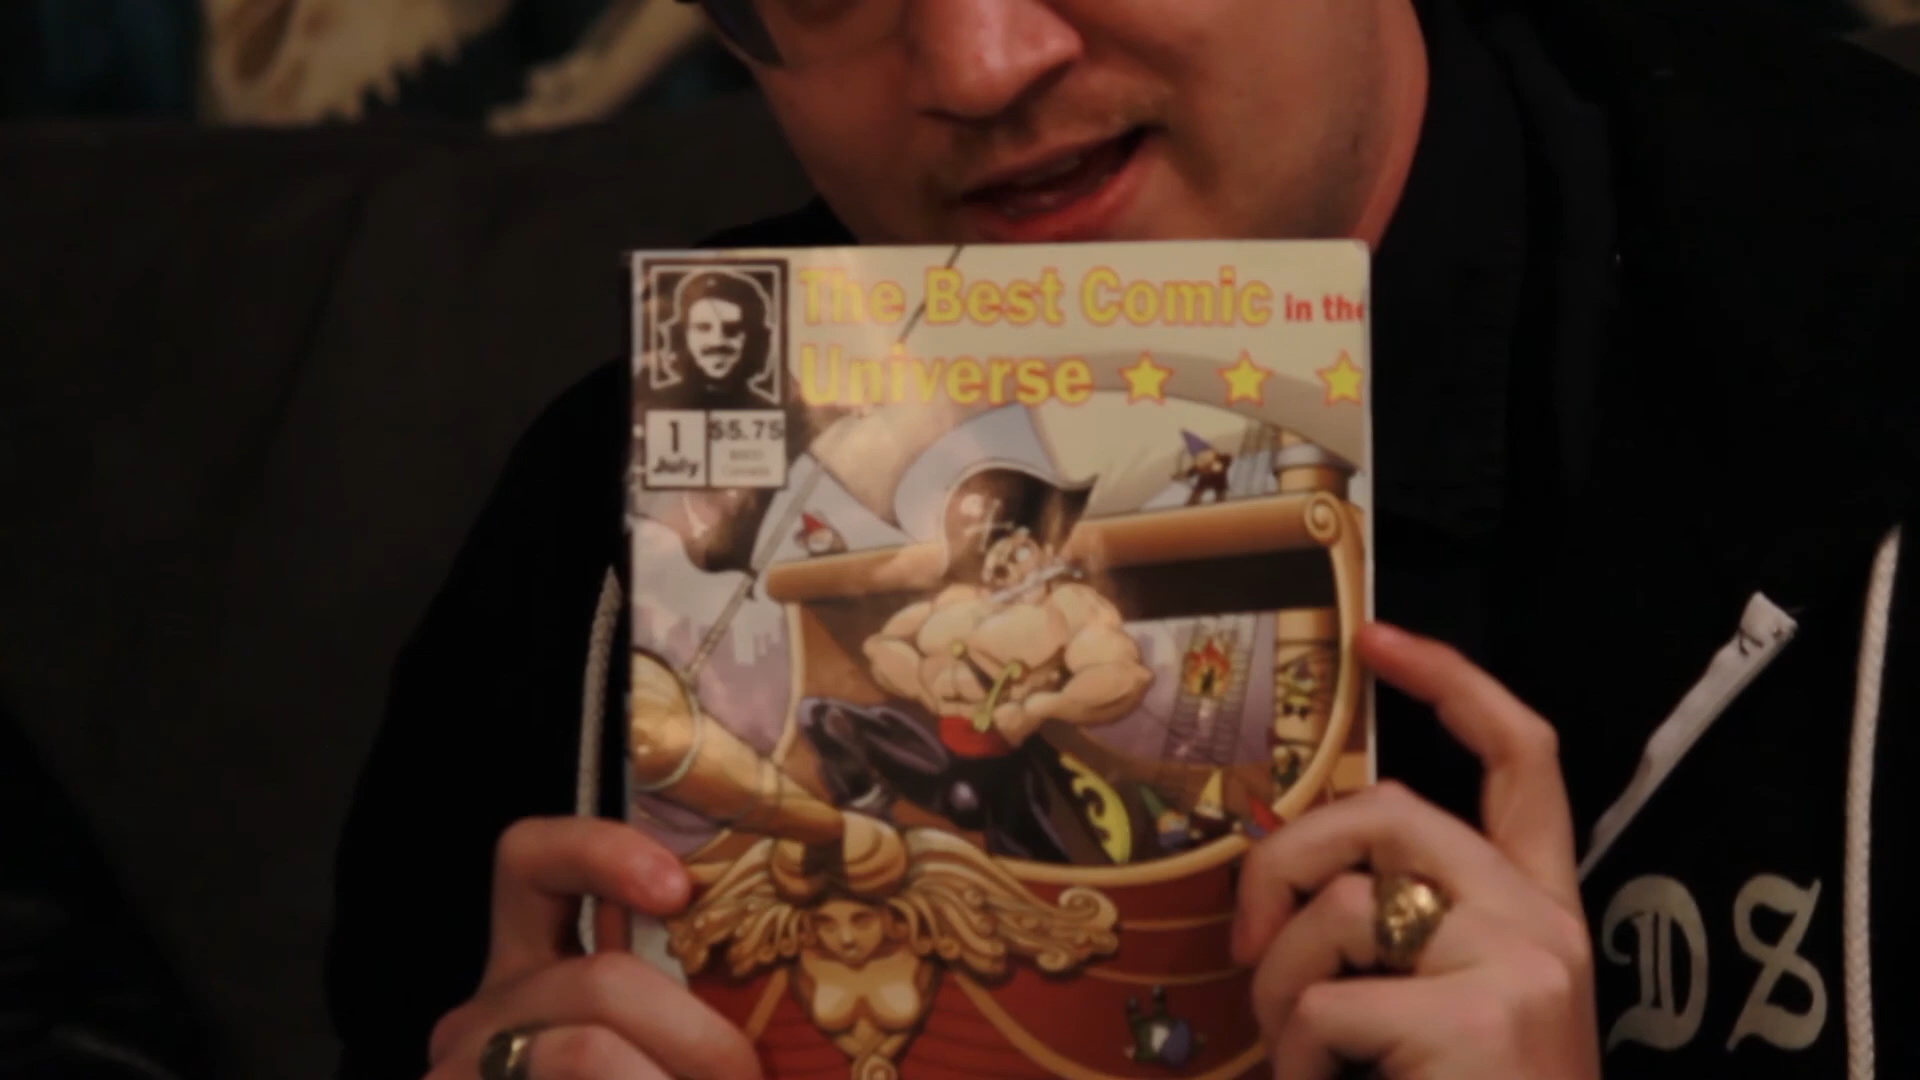 The Best Comic in the
Universe
1
July
$5.75
DS